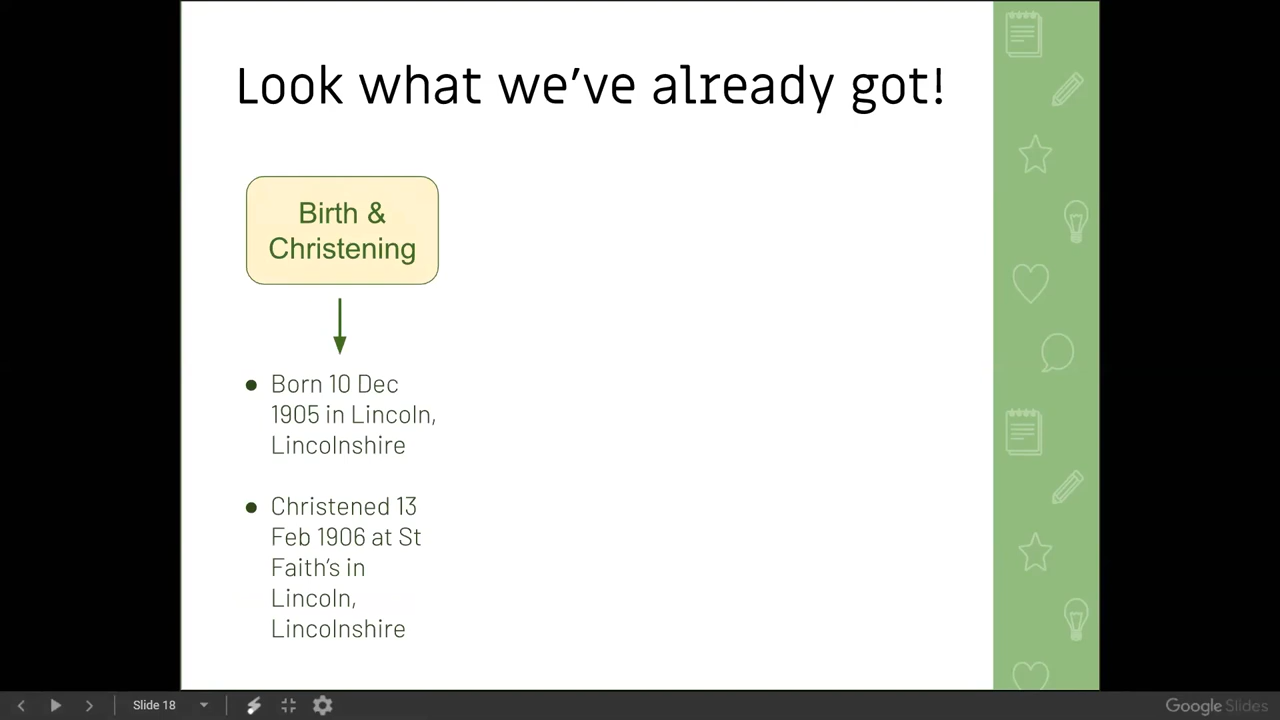 Look what we've already got!
Birth &
Christening
● Born 10 Dec
1905 in Lincoln,
Lincolnshire
● Christened 13
Feb 1906 at St
Faith's in
Lincoln,
Lincolnshire
Slide 18
Google Slides